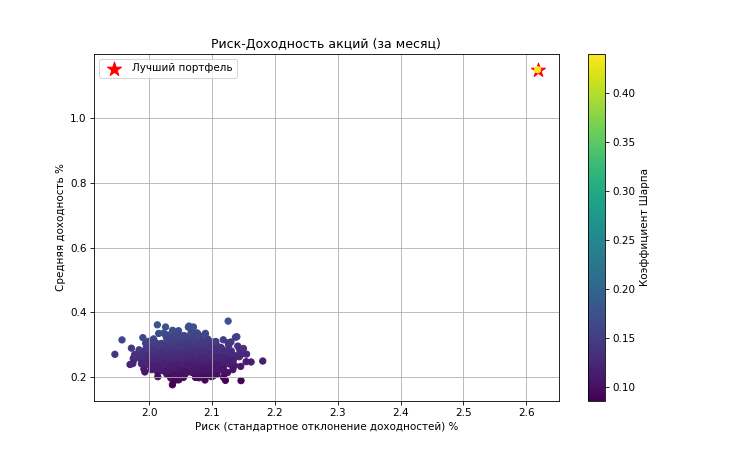 Риск-Доходность акций (за месяц)
Лучший портфель
Средняя доходность %
1.0
0.8
0.6
0.4
0.2
2.0 2.1 2.2 2.3 2.4 2.5 2.6
Риск (стандартное отклонение доходностей) %
0.40
0.35
0.30
0.25
0.20
0.15
0.10
Коэффициент Шарпа